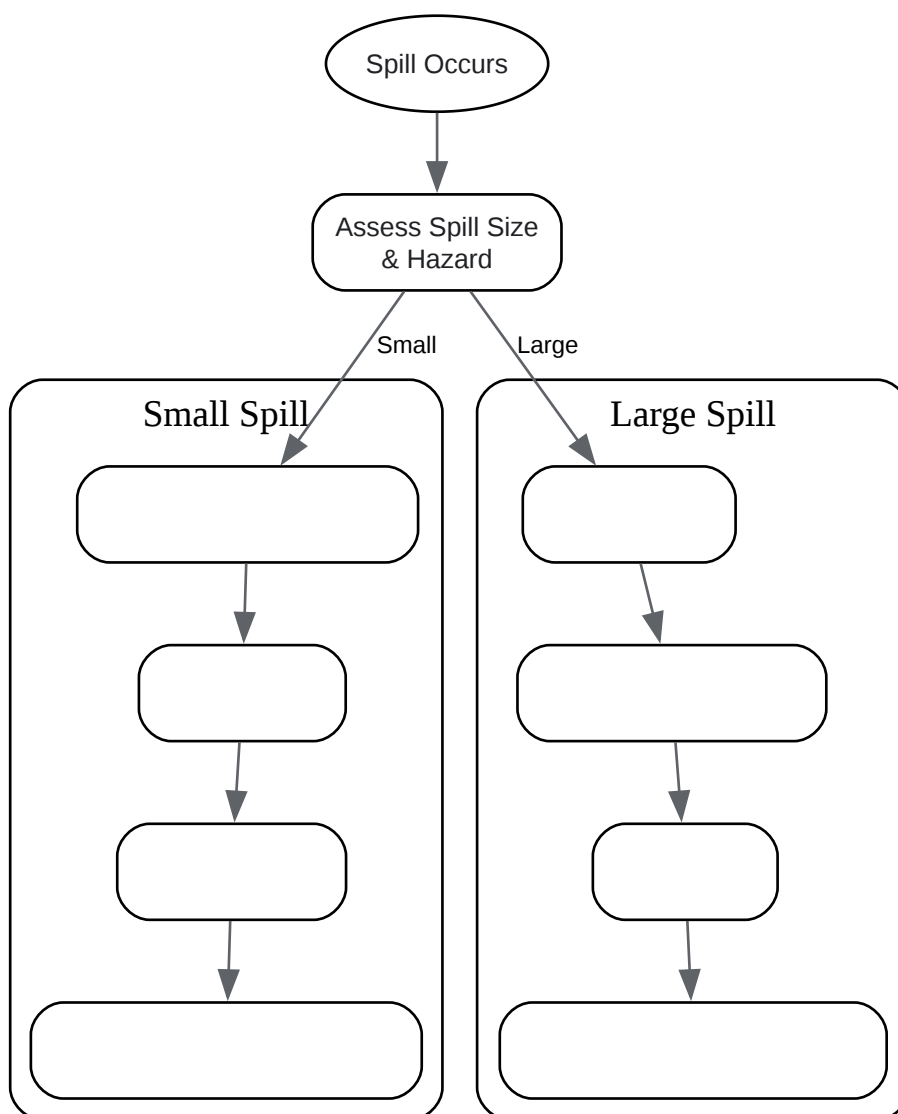 Spill Occurs
Assess Spill Size
& Hazard
Small
Large
Small Spill
Large Spill